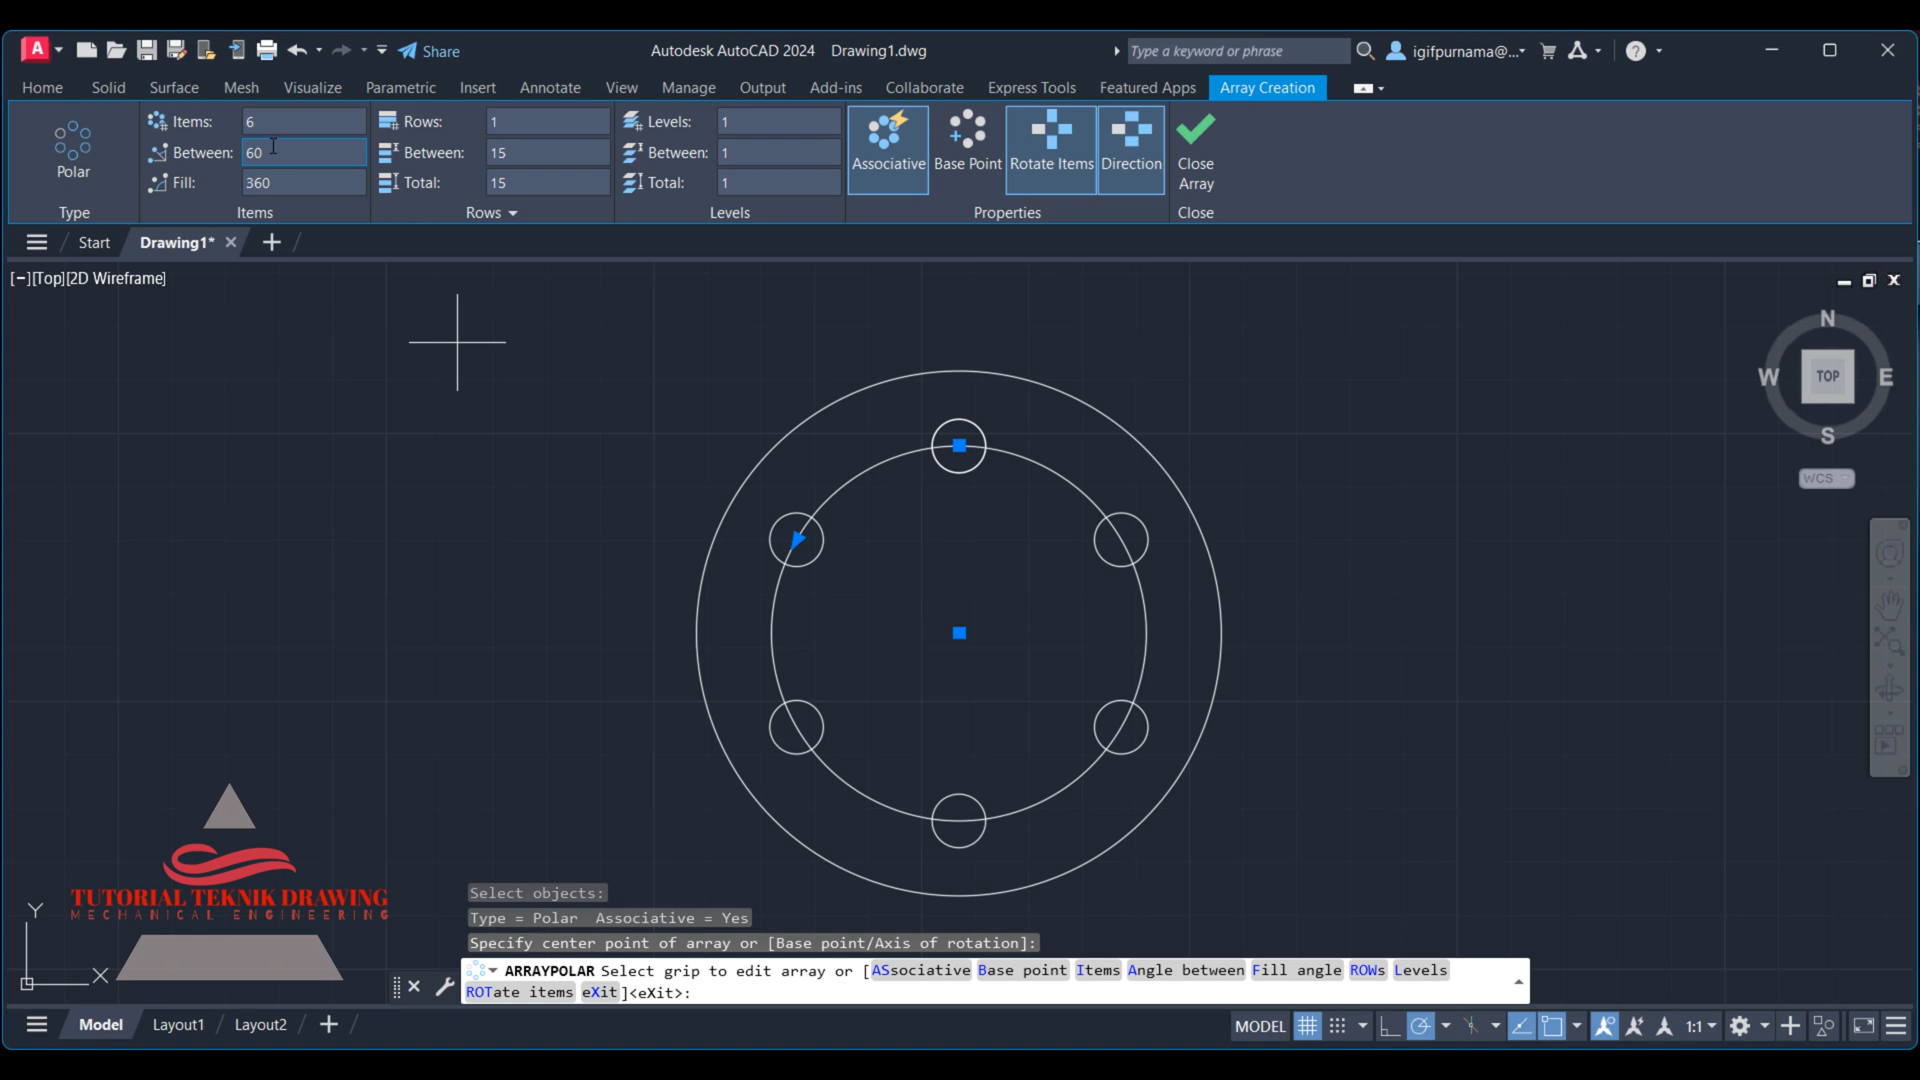 A
Share
Autodesk AutoCAD 2024 Drawing1.dwg
Type a keyword or phrase
igifpurnama@...
?
Home Solid Surface Mesh Visualize Parametric Insert Annotate View Manage Output Add-ins Collaborate Express Tools Featured Apps Array Creation
Polar
Type
Items: 6
Between: 60
Fill: 360
Items
Rows: 1
Between: 15
Total: 15
Rows
Levels: 1
Between: 1
Total: 1
Levels
Associative
Base Point
Rotate Items
Direction
Properties
Close
Array
Close
Start Drawing1*
[−][Top][2D Wireframe]
N
W TOP E
S
WCS
TUTORIAL TEKNIK DRAWING
MECHANICAL ENGINEERING
Y
X
Select objects:
Type = Polar Associative = Yes
Specify center point of array or [Base point/Axis of rotation]:
ARRAYPOLAR Select grip to edit array or [ASsociative Base point Items Angle between Fill angle ROWs Levels
ROTate items eXit]<eXit>:
Model Layout1 Layout2
MODEL
1:1